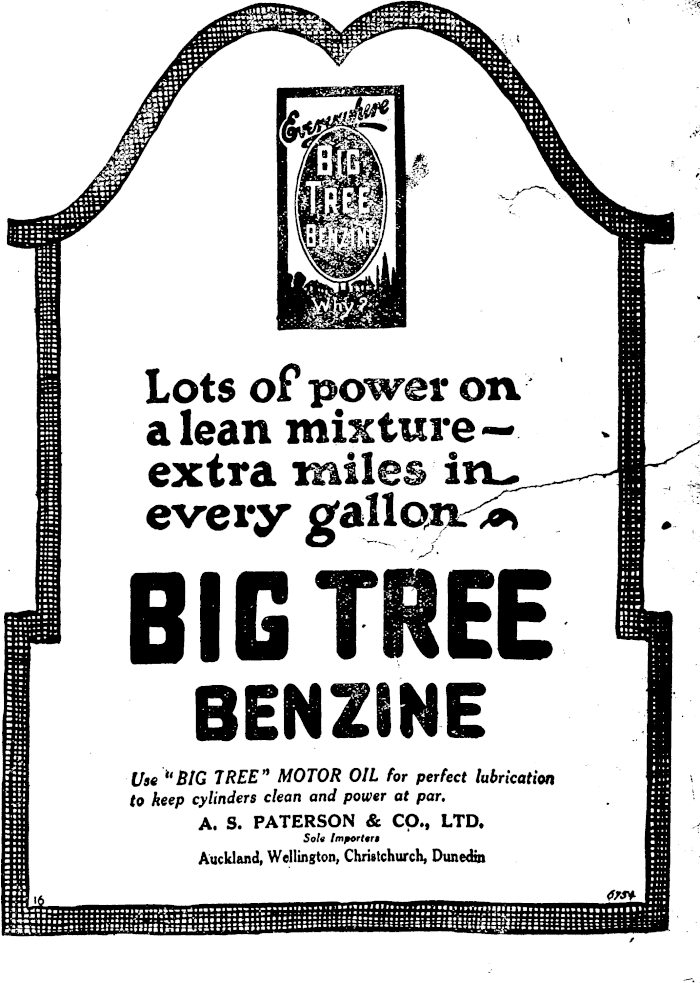 Everywhere
BIG
TREE
BENZINE
Why?
Lots of power on
a lean mixture—
extra miles in
every gallon
BIG TREE
BENZINE
Use "BIG TREE" MOTOR OIL for perfect lubrication
to keep cylinders clean and power at par.
A. S. PATERSON & CO., LTD.
Sole Importers
Auckland, Wellington, Christchurch, Dunedin
16
6754